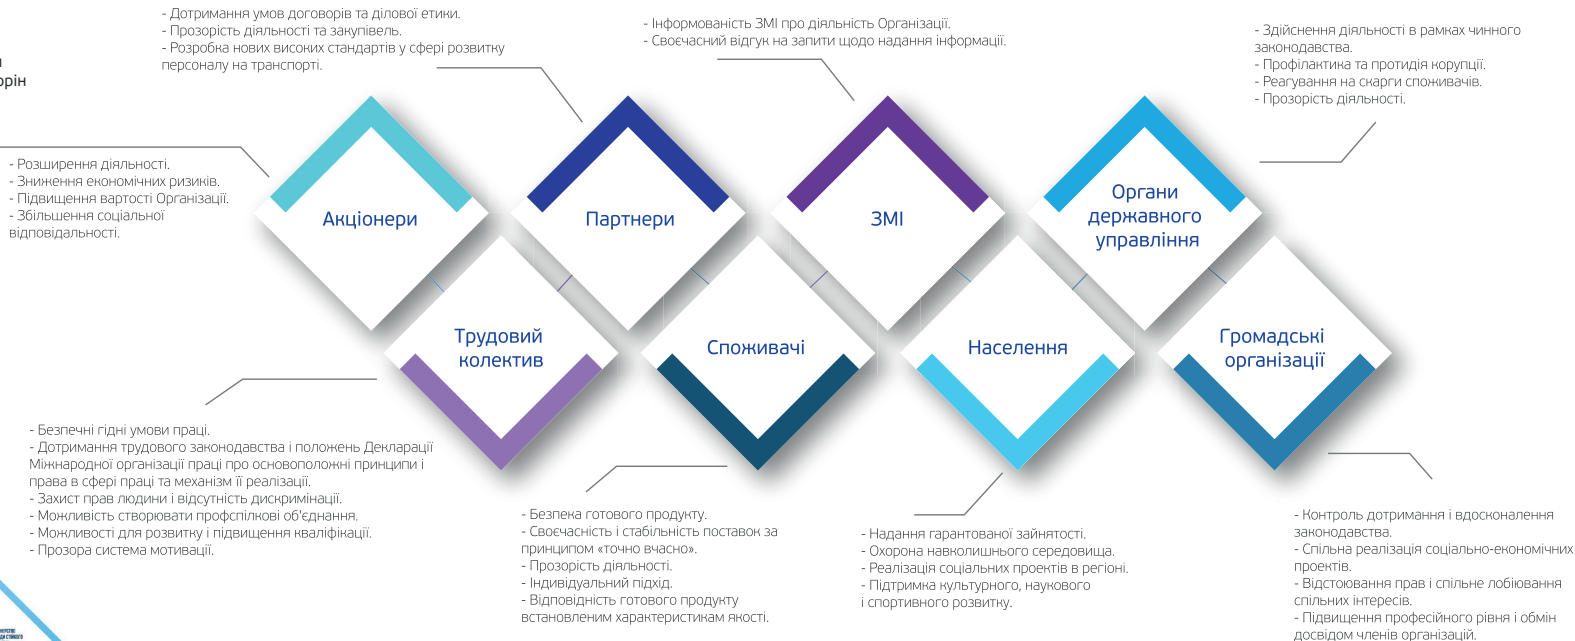 - Дотримання умов договорів та ділової етики.
- Прозорість діяльності та закупівель.
- Розробка нових високих стандартів у сфері розвитку
персоналу на транспорті.
- Інформованість ЗМІ про діяльність Організації.
- Своєчасний відгук на запити щодо надання інформації.
- Здійснення діяльності в рамках чинного
законодавства.
- Профілактика та протидія корупції.
- Реагування на скарги споживачів.
- Прозорість діяльності.
- Розширення діяльності.
- Зниження економічних ризиків.
- Підвищення вартості Організації.
- Збільшення соціальної
відповідальності.
Акціонери
Партнери
ЗМІ
Органи
державного
управління
Трудовий
колектив
Споживачі
Населення
Громадські
організації
- Безпечні гідні умови праці.
- Дотримання трудового законодавства і положень Декларації
Міжнародної організації праці про основоположні принципи і
права в сфері праці та механізм її реалізації.
- Захист прав людини і відсутність дискримінації.
- Можливість створювати профспілкові об'єднання.
- Можливості для розвитку і підвищення кваліфікації.
- Прозора система мотивації.
- Безпека готового продукту.
- Своєчасність і стабільність поставок за
принципом «точно вчасно».
- Прозорість діяльності.
- Індивідуальний підхід.
- Відповідність готового продукту
встановленим характеристикам якості.
- Надання гарантованої зайнятості.
- Охорона навколишнього середовища.
- Реалізація соціальних проектів в регіоні.
- Підтримка культурного, наукового
і спортивного розвитку.
- Контроль дотримання і вдосконалення
законодавства.
- Спільна реалізація соціально-економічних
проектів.
- Відстоювання прав і спільне лобіювання
спільних інтересів.
- Підвищення професійного рівня і обмін
досвідом членів організацій.